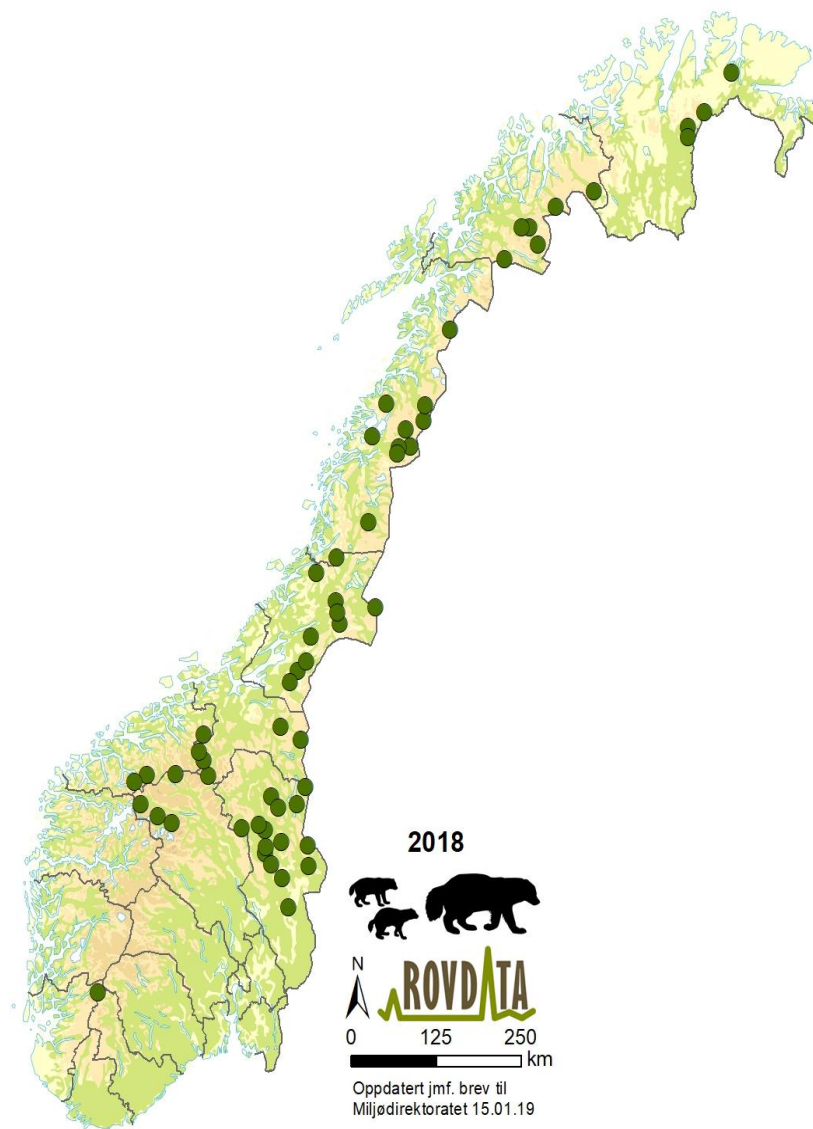 2018
N
ROVDATA
0 125 250
km
Oppdatert jmf. brev til
Miljødirektoratet 15.01.19